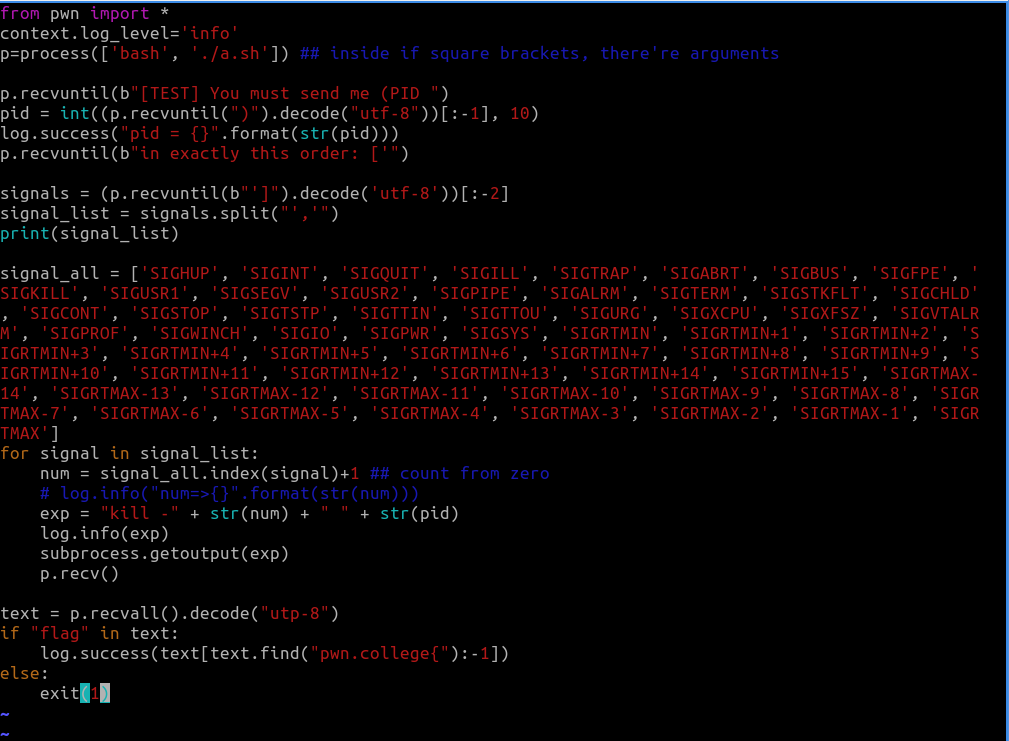 from pwn import *
context.log_level='info'
p=process(['bash', './a.sh']) ## inside if square brackets, there're arguments

p.recvuntil(b"[TEST] You must send me (PID ")
pid = int((p.recvuntil(")").decode("utf-8"))[:-1], 10)
log.success("pid = {}".format(str(pid)))
p.recvuntil(b"in exactly this order: ['")

signals = (p.recvuntil(b"']").decode('utf-8'))[:-2]
signal_list = signals.split("','")
print(signal_list)

signal_all = ['SIGHUP', 'SIGINT', 'SIGQUIT', 'SIGILL', 'SIGTRAP', 'SIGABRT', 'SIGBUS', 'SIGFPE', '
SIGKILL', 'SIGUSR1', 'SIGSEGV', 'SIGUSR2', 'SIGPIPE', 'SIGALRM', 'SIGTERM', 'SIGSTKFLT', 'SIGCHLD'
, 'SIGCONT', 'SIGSTOP', 'SIGTSTP', 'SIGTTIN', 'SIGTTOU', 'SIGURG', 'SIGXCPU', 'SIGXFSZ', 'SIGVTALR
M', 'SIGPROF', 'SIGWINCH', 'SIGIO', 'SIGPWR', 'SIGSYS', 'SIGRTMIN', 'SIGRTMIN+1', 'SIGRTMIN+2', 'S
IGRTMIN+3', 'SIGRTMIN+4', 'SIGRTMIN+5', 'SIGRTMIN+6', 'SIGRTMIN+7', 'SIGRTMIN+8', 'SIGRTMIN+9', 'S
IGRTMIN+10', 'SIGRTMIN+11', 'SIGRTMIN+12', 'SIGRTMIN+13', 'SIGRTMIN+14', 'SIGRTMIN+15', 'SIGRTMAX-
14', 'SIGRTMAX-13', 'SIGRTMAX-12', 'SIGRTMAX-11', 'SIGRTMAX-10', 'SIGRTMAX-9', 'SIGRTMAX-8', 'SIGR
TMAX-7', 'SIGRTMAX-6', 'SIGRTMAX-5', 'SIGRTMAX-4', 'SIGRTMAX-3', 'SIGRTMAX-2', 'SIGRTMAX-1', 'SIGR
TMAX']
for signal in signal_list:
    num = signal_all.index(signal)+1 ## count from zero
    # log.info("num=>{}".format(str(num)))
    exp = "kill -" + str(num) + " " + str(pid)
    log.info(exp)
    subprocess.getoutput(exp)
    p.recv()

text = p.recvall().decode("utp-8")
if "flag" in text:
    log.success(text[text.find("pwn.college{"):-1])
else:
    exit(1)
~
~